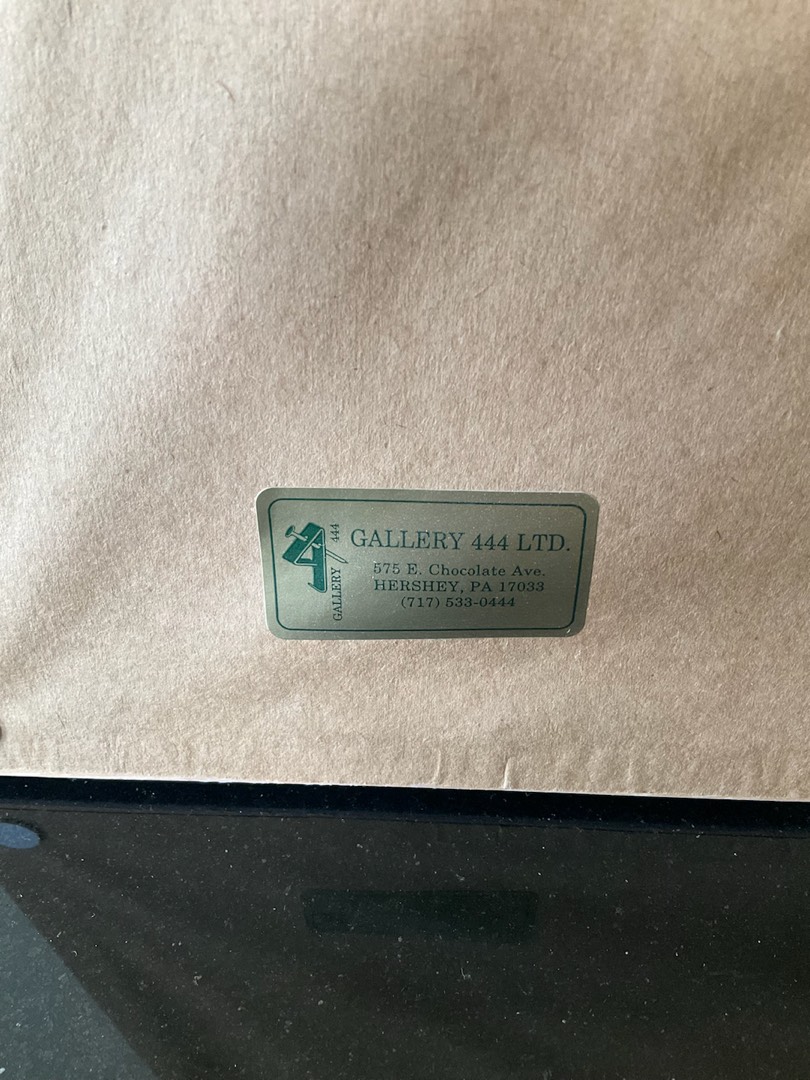 GALLERY 444
GALLERY 444 LTD.
575 E. Chocolate Ave.
HERSHEY, PA 17033
(717) 533-0444